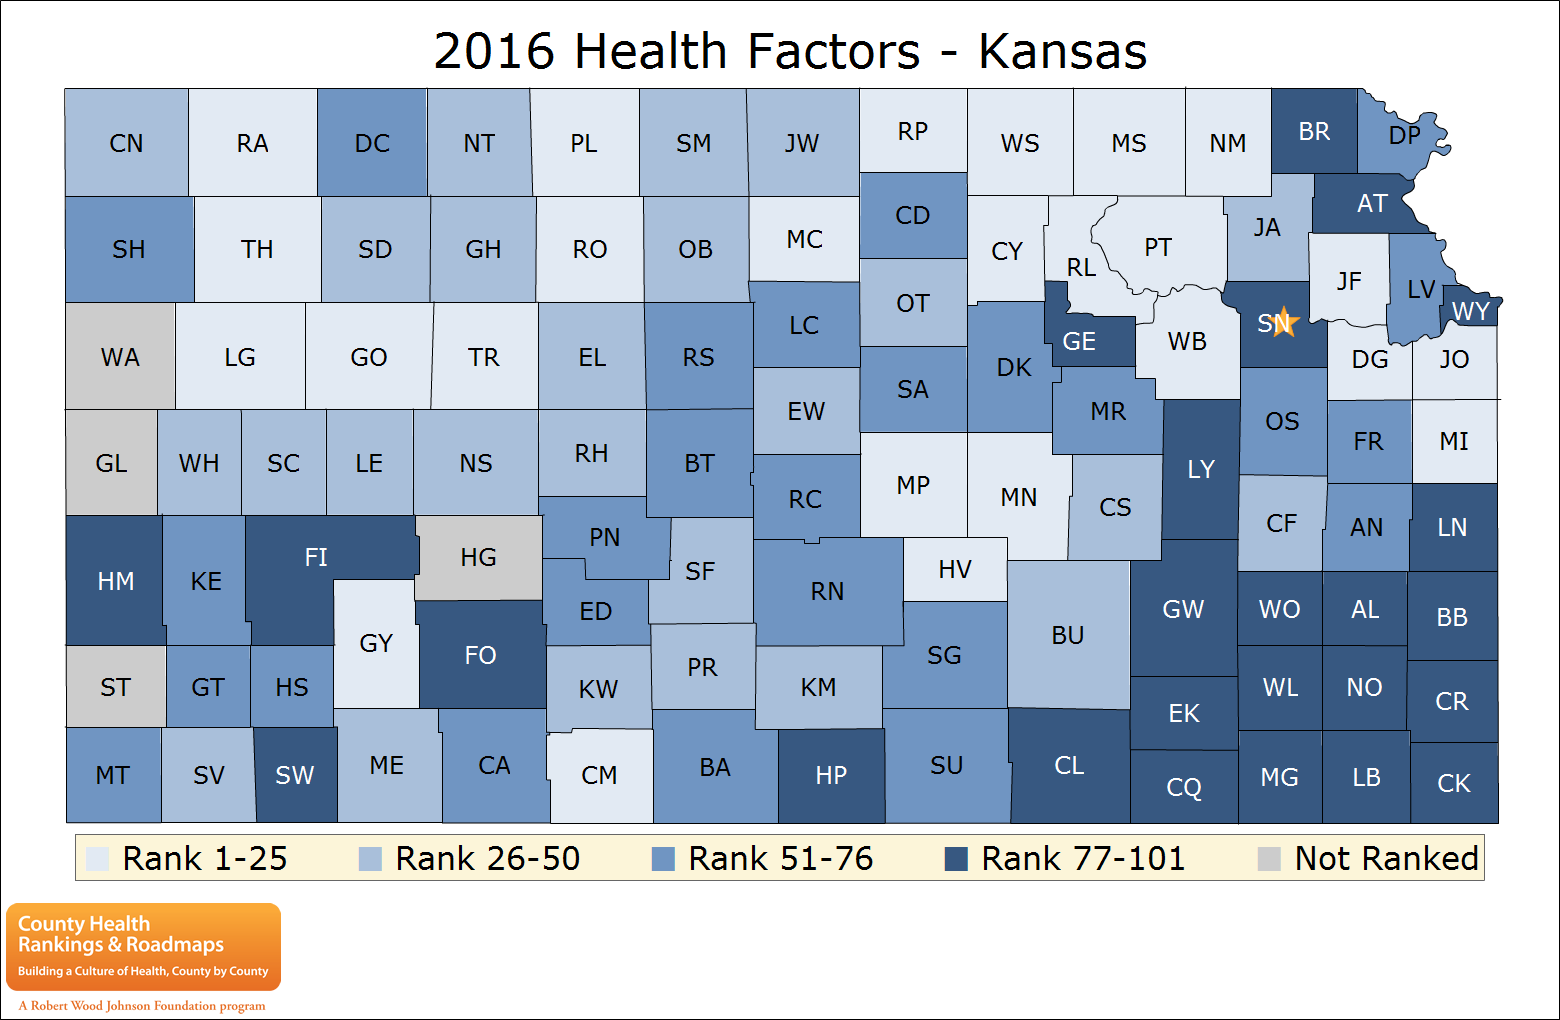 2016 Health Factors - Kansas
CN RA DC NT PL SM JW RP WS MS NM BR DP
AT
SH TH SD GH RO OB MC CD CY RL PT JA
JF LV WY
WA LG GO TR EL RS LC OT DK GE WB SN DG JO
EW SA MR OS FR MI
GL WH SC LE NS RH BT RC MP MN CS LY CF AN LN
HM KE FI HG PN SF RN HV
GY FO ED SG BU GW WO AL BB
ST GT HS KW PR KM EK WL NO CR
MT SV SW ME CA CM BA HP SU CL CQ MG LB CK
Rank 1-25 Rank 26-50 Rank 51-76 Rank 77-101 Not Ranked
County Health
Rankings & Roadmaps
Building a Culture of Health, County by County
A Robert Wood Johnson Foundation program